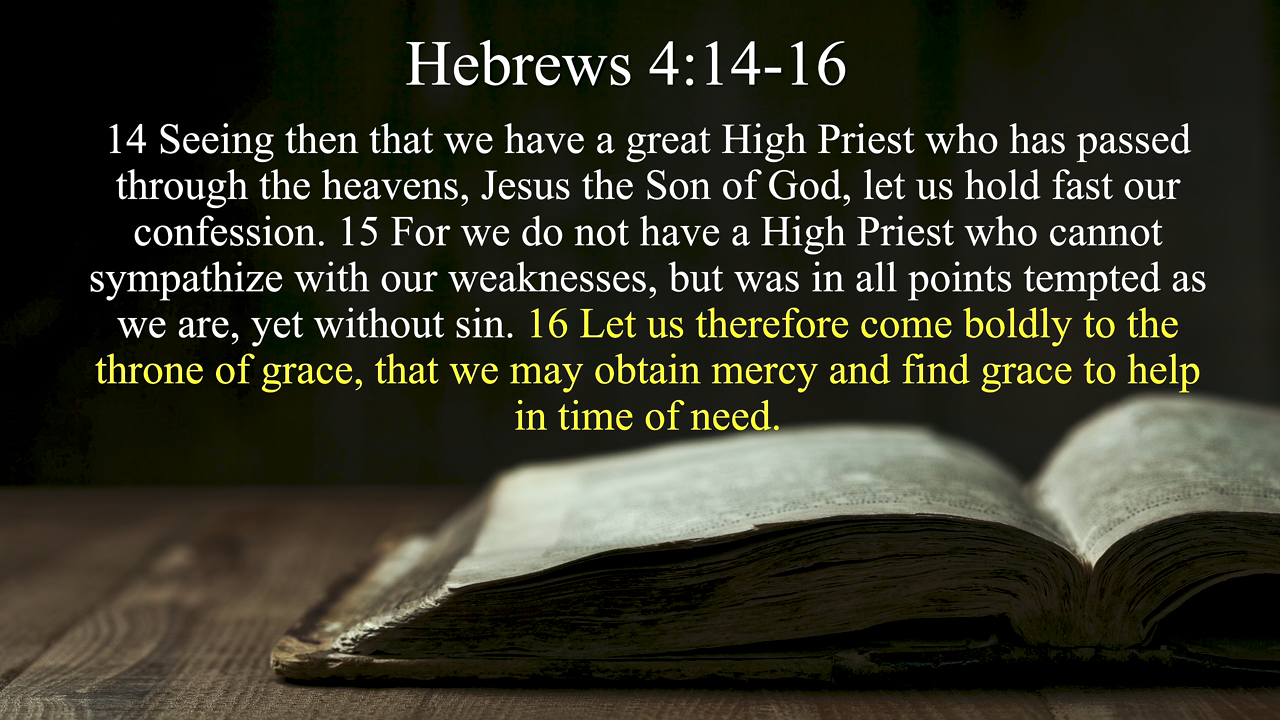 Hebrews 4:14-16
14 Seeing then that we have a great High Priest who has passed
through the heavens, Jesus the Son of God, let us hold fast our
confession. 15 For we do not have a High Priest who cannot
sympathize with our weaknesses, but was in all points tempted as
we are, yet without sin. 16 Let us therefore come boldly to the
throne of grace, that we may obtain mercy and find grace to help
in time of need.